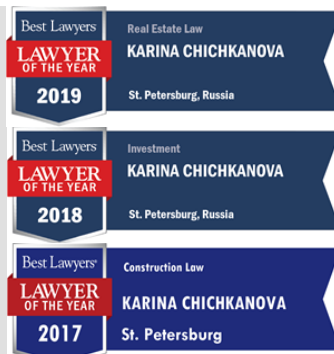 Best Lawyers
LAWYER
OF THE YEAR
2019
Real Estate Law
KARINA CHICHKANOVA
St. Petersburg, Russia
Best Lawyers
LAWYER
OF THE YEAR
2018
Investment
KARINA CHICHKANOVA
St. Petersburg, Russia
Best Lawyers®
LAWYER
OF THE YEAR
2017
Construction Law
KARINA CHICHKANOVA
St. Petersburg